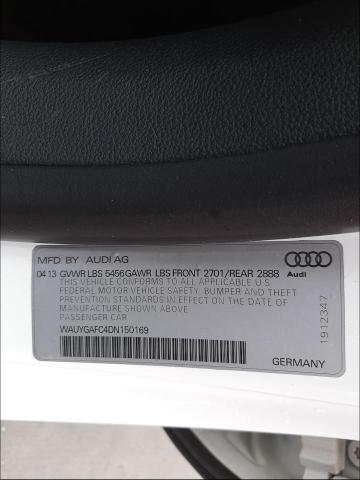 MFD BY AUDI AG
04 13 GVWR LBS 5456 GAWR LBS FRONT 2701/REAR 2888
Audi
THIS VEHICLE CONFORMS TO ALL APPLICABLE U.S.
FEDERAL MOTOR VEHICLE SAFETY, BUMPER AND THEFT
PREVENTION STANDARDS IN EFFECT ON THE DATE OF
MANUFACTURE SHOWN ABOVE
PASSENGER CAR
WAUYGAFC4DN150169
1912347
GERMANY